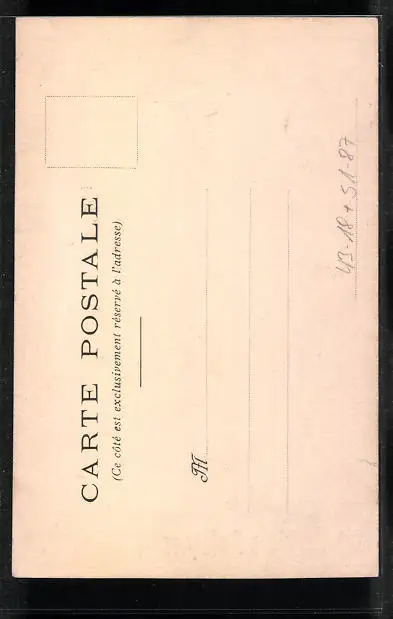 CARTE POSTALE
(Ce côté est exclusivement réservé à l'adresse)
M
43-18+51-87